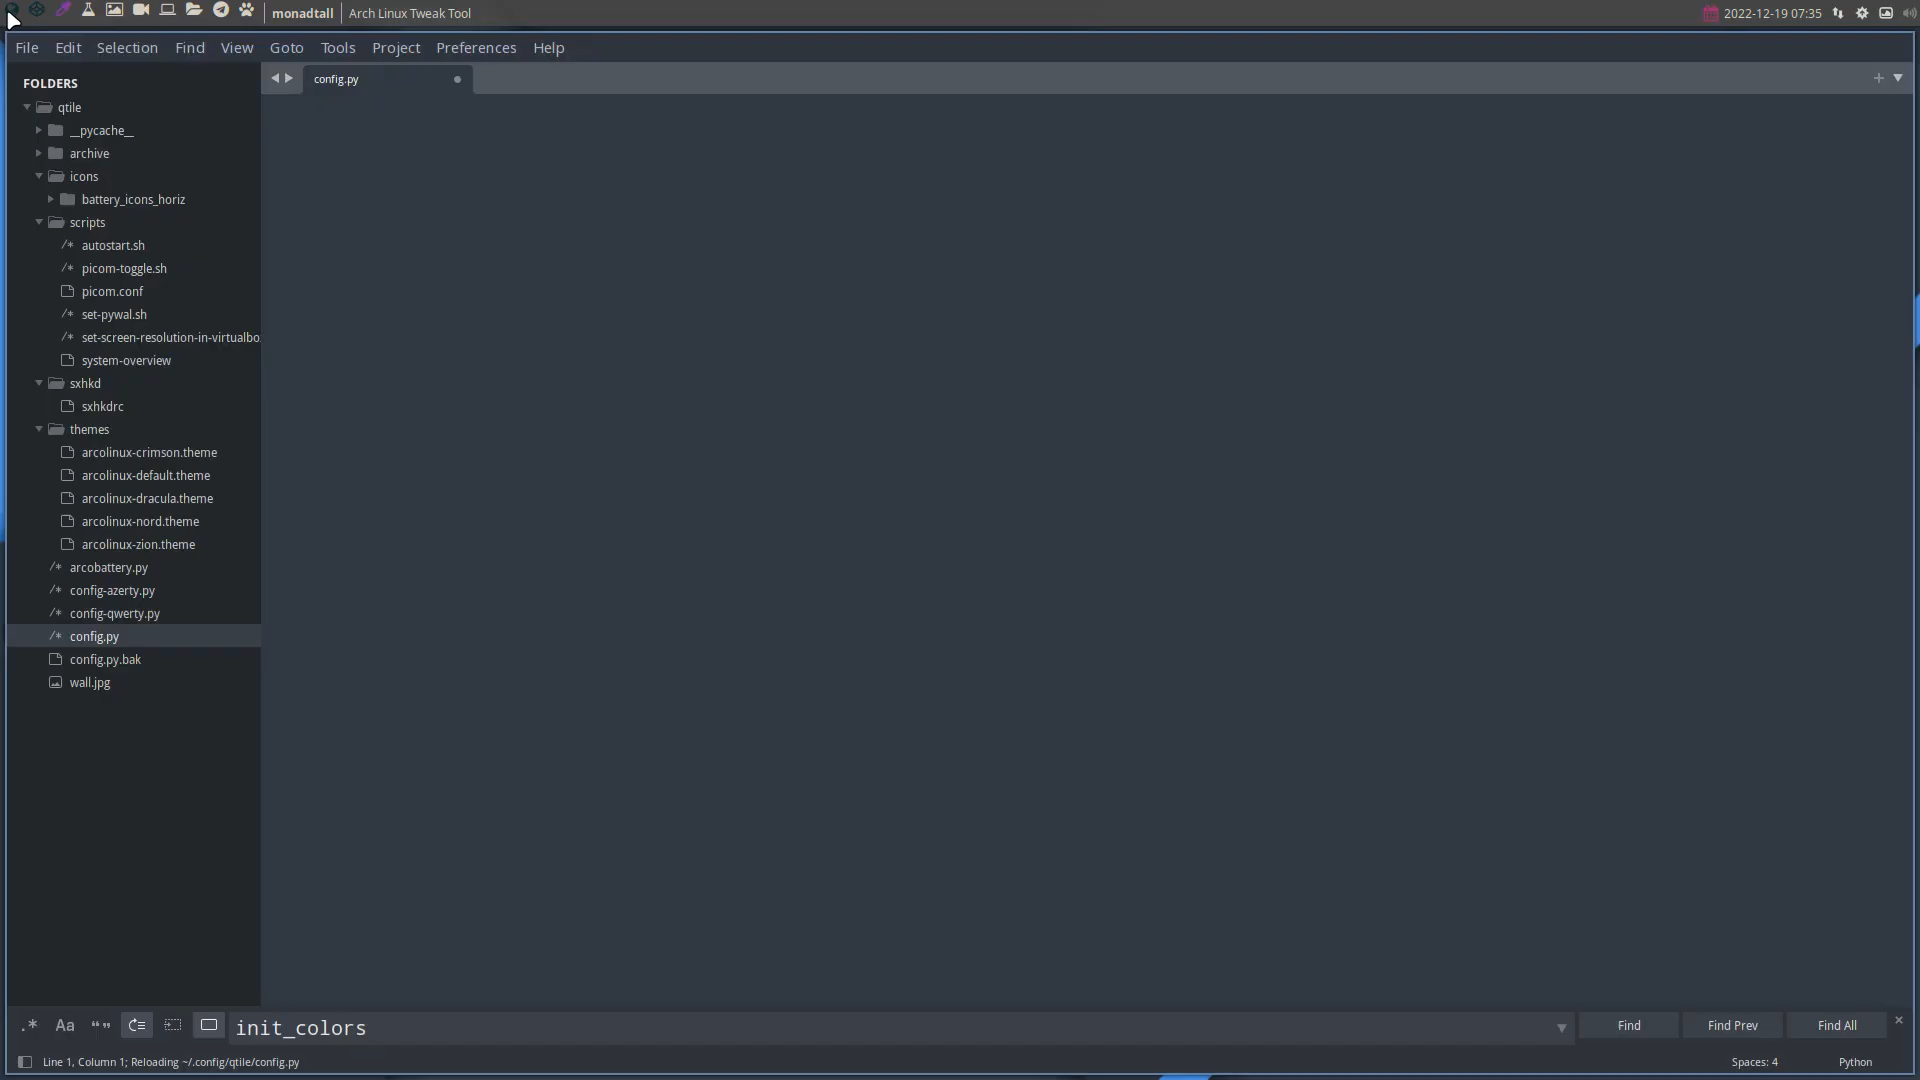 monadtall Arch Linux Tweak Tool 2022-12-19 07:35
File Edit Selection Find View Goto Tools Project Preferences Help
FOLDERS config.py
qtile
__pycache__
archive
icons
battery_icons_horiz
scripts
/* autostart.sh
/* picom-toggle.sh
picom.conf
/* set-pywal.sh
/* set-screen-resolution-in-virtualbo
system-overview
sxhkd
sxhkdrc
themes
arcolinux-crimson.theme
arcolinux-default.theme
arcolinux-dracula.theme
arcolinux-nord.theme
arcolinux-zion.theme
/* arcobattery.py
/* config-azerty.py
/* config-qwerty.py
/* config.py
config.py.bak
wall.jpg
.* Aa “” init_colors Find Find Prev Find All
Line 1, Column 1; Reloading ~/.config/qtile/config.py Spaces: 4 Python